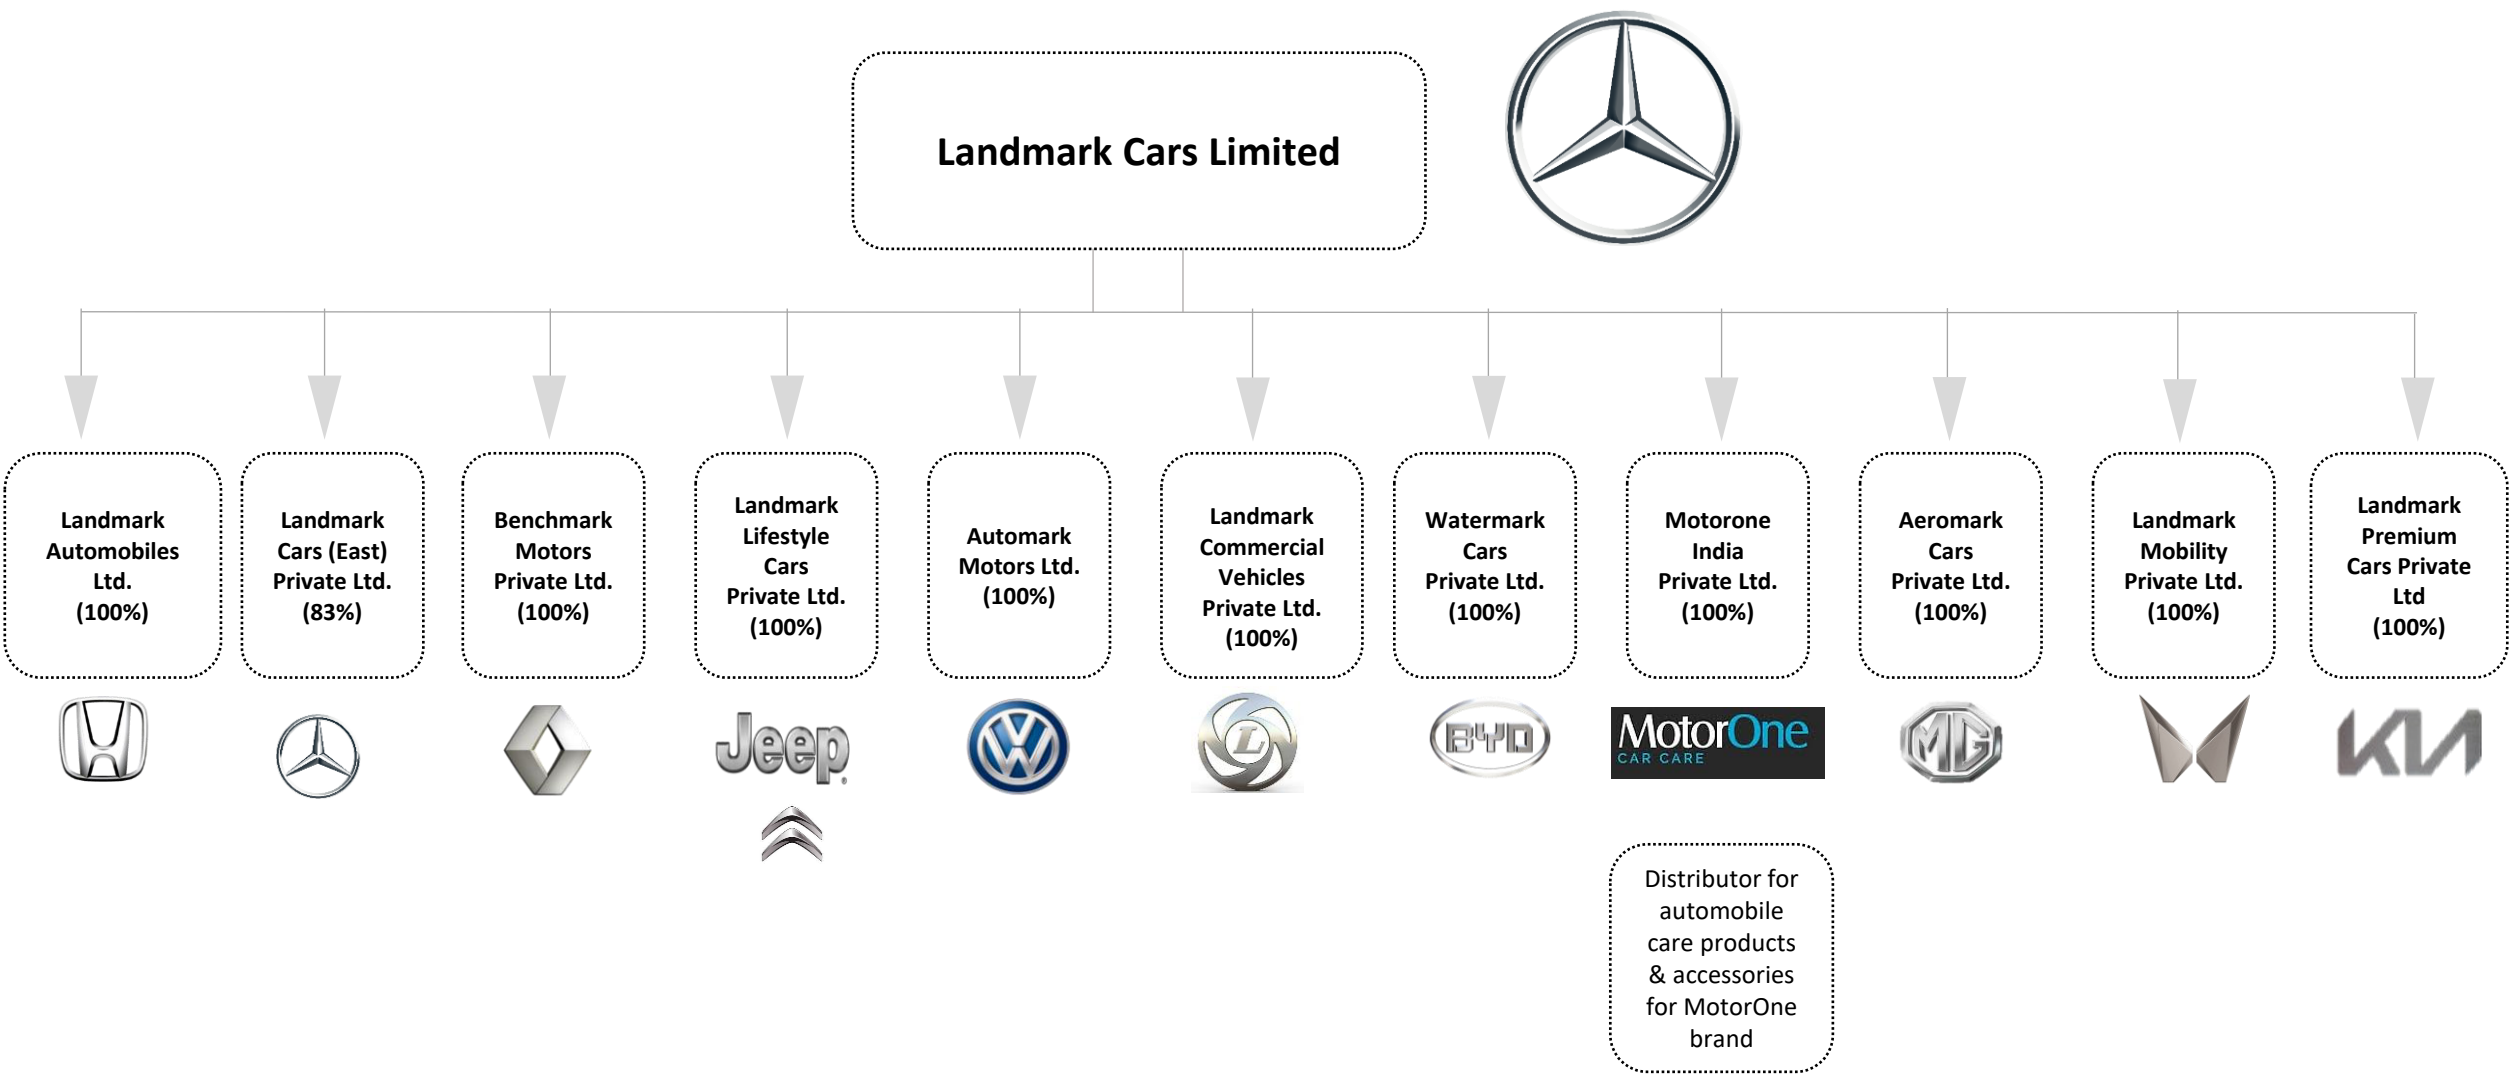 Landmark Cars Limited
Landmark
Automobiles
Ltd.
(100%)
Landmark
Cars (East)
Private Ltd.
(83%)
Benchmark
Motors
Private Ltd.
(100%)
Landmark
Lifestyle
Cars
Private Ltd.
(100%)
Automark
Motors Ltd.
(100%)
Landmark
Commercial
Vehicles
Private Ltd.
(100%)
Watermark
Cars
Private Ltd.
(100%)
Motorone
India
Private Ltd.
(100%)
Aeromark
Cars
Private Ltd.
(100%)
Landmark
Mobility
Private Ltd.
(100%)
Landmark
Premium
Cars Private
Ltd
(100%)
Jeep
VW
L
BYD
MotorOne
CAR CARE
MG
KIA
Distributor for
automobile
care products
& accessories
for MotorOne
brand